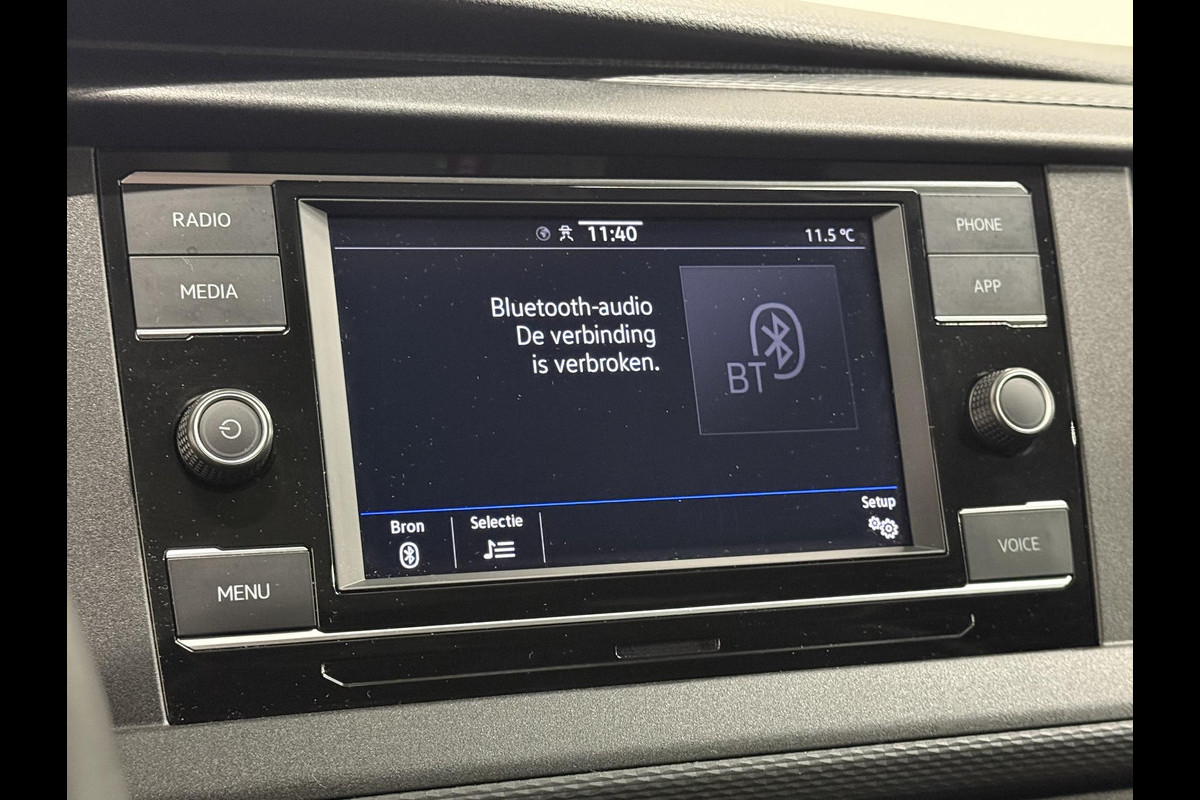 RADIO
MEDIA
MENU
11:40
11.5 °C
Bluetooth-audio
De verbinding
is verbroken.
BT
Bron
Selectie
Setup
PHONE
APP
VOICE